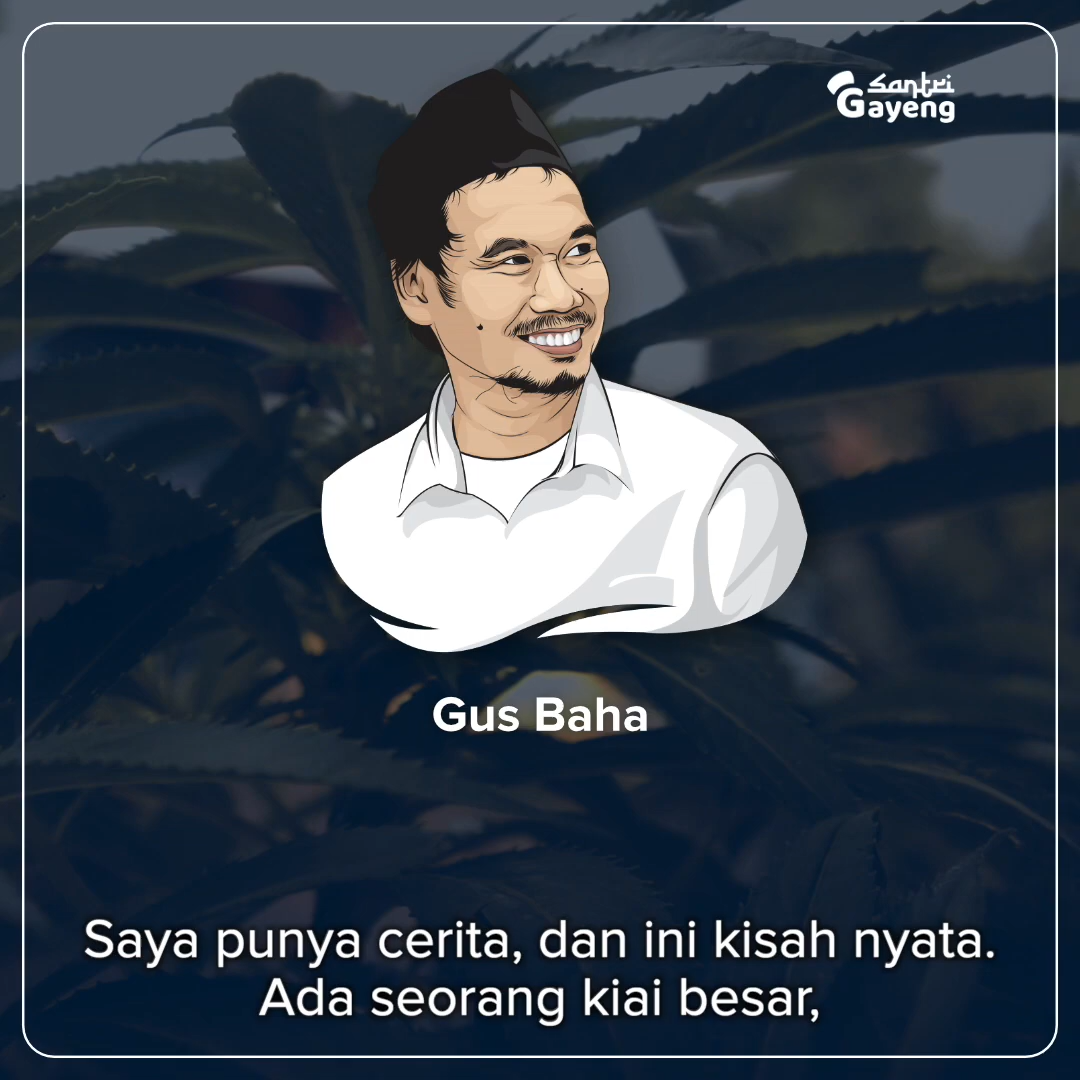 Santri
Gayeng
Gus Baha
Saya punya cerita, dan ini kisah nyata.
Ada seorang kiai besar,